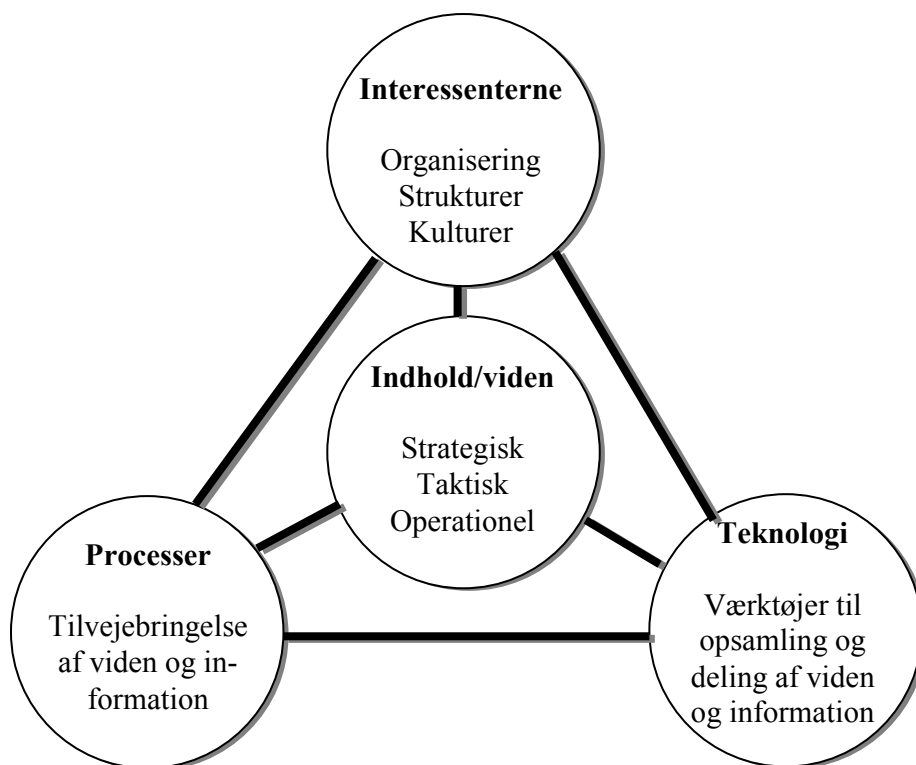 Interessenterne
Organisering
Strukturer
Kulturer
Indhold/viden
Strategisk
Taktisk
Operationel
Processer
Tilvejebringelse
af viden og in-
formation
Teknologi
Værktøjer til
opsamling og
deling af viden
og information